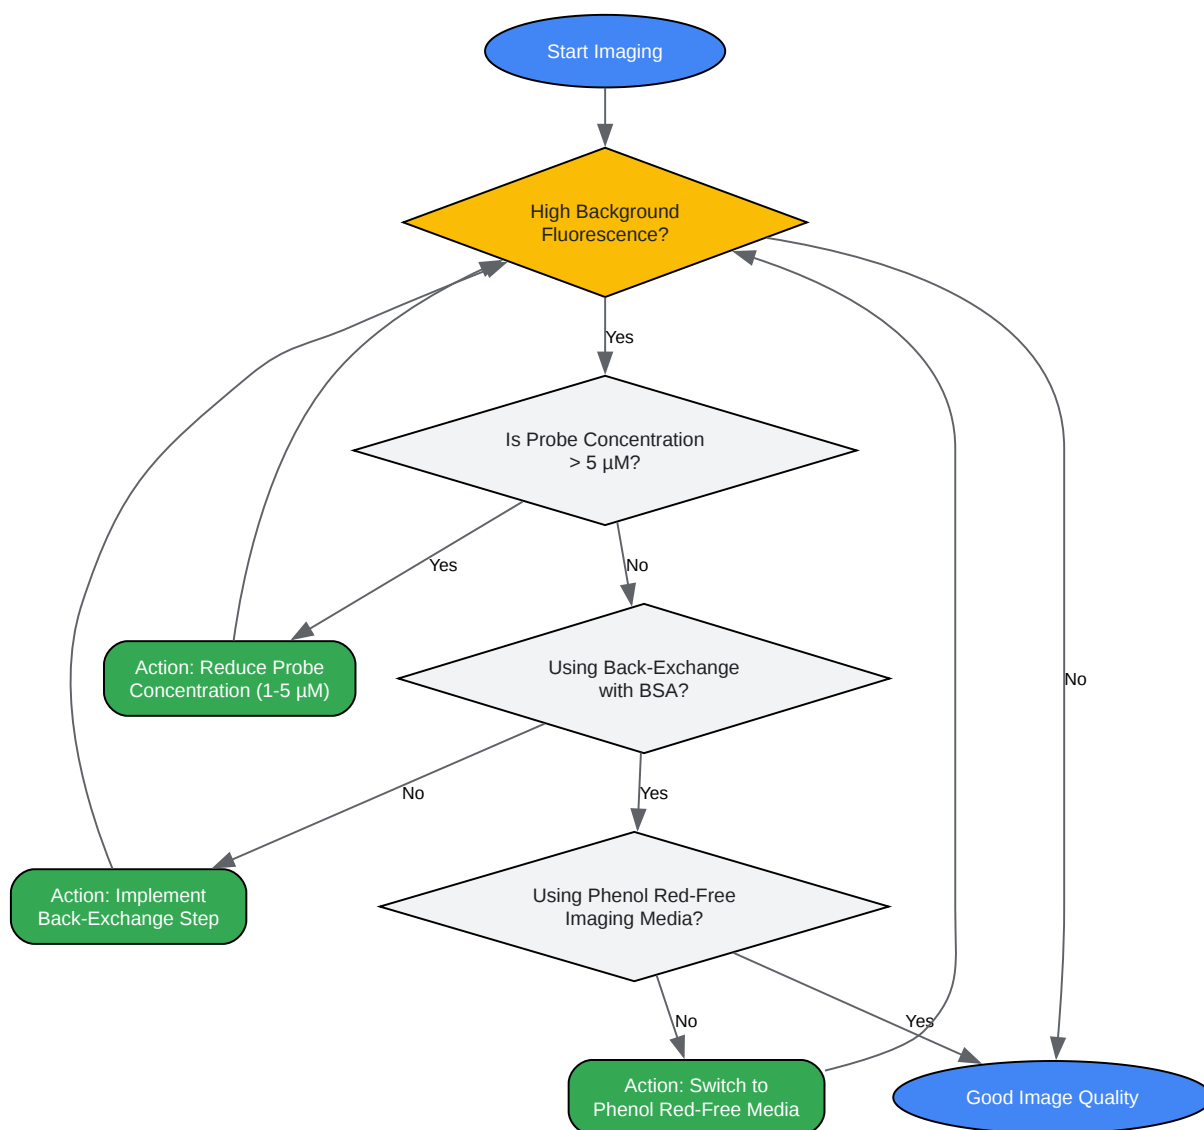 Start Imaging
High Background
Fluorescence?
Yes
Is Probe Concentration
> 5 µM?
Yes
No
Action: Reduce Probe
Concentration (1-5 µM)
Using Back-Exchange
with BSA?
No
No
Yes
Action: Implement
Back-Exchange Step
Using Phenol Red-Free
Imaging Media?
No
Yes
Action: Switch to
Phenol Red-Free Media
Good Image Quality